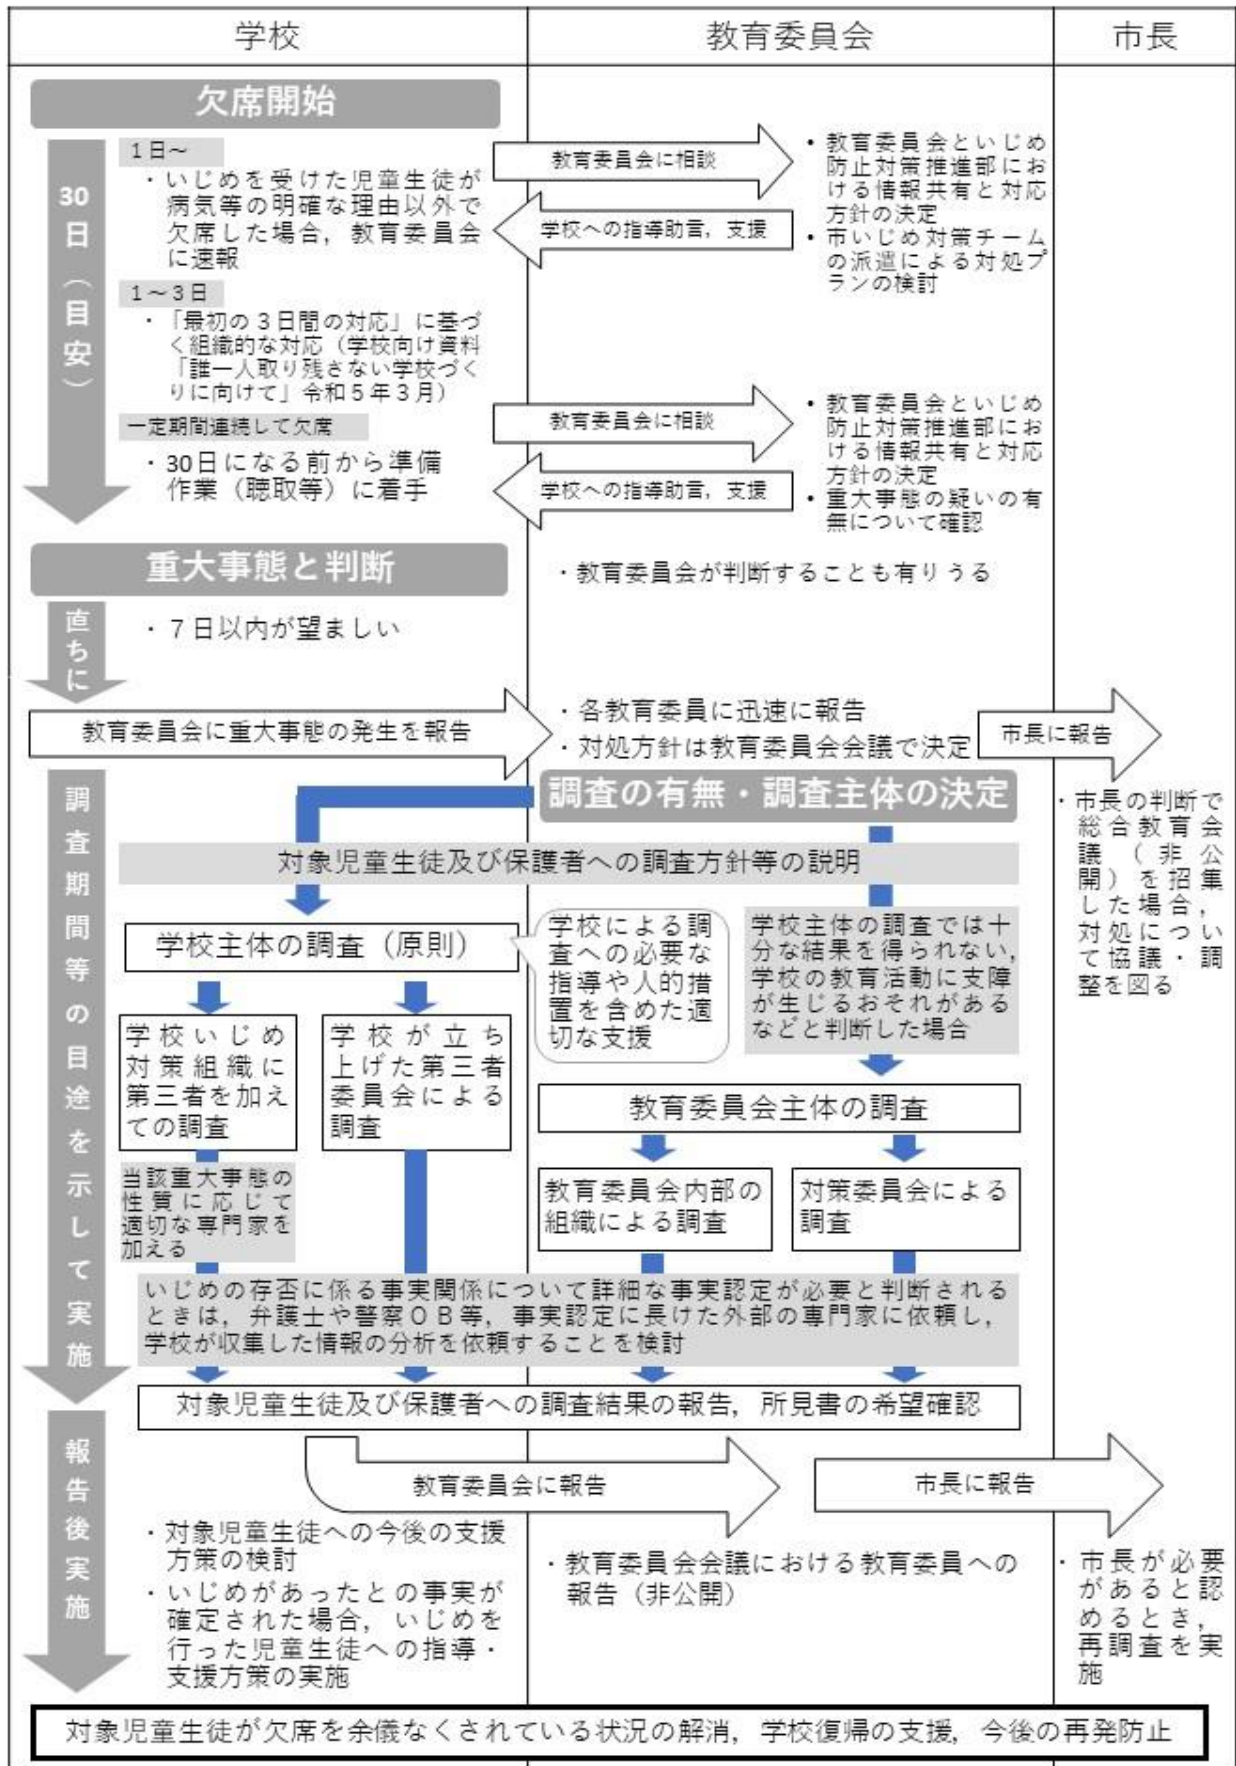 学校
教育委員会
市長
欠席開始
30日（目安）
1日～
・いじめを受けた児童生徒が
病気等の明確な理由以外で
欠席した場合，教育委員会
に速報
教育委員会に相談
学校への指導助言，支援
・教育委員会といじめ
防止対策推進部にお
ける情報共有と対応
方針の決定
・市いじめ対策チーム
の派遣による対処プ
ランの検討
1～3日
・「最初の3日間の対応」に基づ
く組織的な対応（学校向け資料
「誰一人取り残さない学校づく
りに向けて」令和5年3月）
一定期間連続して欠席
・30日になる前から準備
作業（聴取等）に着手
教育委員会に相談
学校への指導助言，支援
・教育委員会といじめ
防止対策推進部にお
ける情報共有と対応
方針の決定
・重大事態の疑いの有
無について確認
重大事態と判断
・教育委員会が判断することも有りうる
直ちに
・7日以内が望ましい
教育委員会に重大事態の発生を報告
・各教育委員に迅速に報告
・対処方針は教育委員会会議で決定
市長に報告
調査期間等の目途を示して実施
調査の有無・調査主体の決定
・市長の判断で
総合教育会
議（非公
開）を招集
した場合，
対処につい
て協議・調
整を図る
対象児童生徒及び保護者への調査方針等の説明
学校主体の調査（原則）
学校による調
査への必要な
指導や人的措
置を含めた適
切な支援
学校主体の調査では十
分な結果を得られない，
学校の教育活動に支障
が生じるおそれがある
などと判断した場合
学校いじめ
対策組織に
第三者を加え
ての調査
学校が立ち
上げた第三者
委員会による
調査
教育委員会主体の調査
当該重大事態の
性質に応じて
適切な専門家を
加える
教育委員会内部の
組織による調査
対策委員会による
調査
いじめの存否に係る事実関係について詳細な事実認定が必要と判断される
ときは，弁護士や警察OB等，事実認定に長けた外部の専門家に依頼し，
学校が収集した情報の分析を依頼することを検討
対象児童生徒及び保護者への調査結果の報告，所見書の希望確認
報告後実施
教育委員会に報告
市長に報告
・対象児童生徒への今後の支援
方策の検討
・いじめがあったとの事実が
確定された場合，いじめを
行った児童生徒への指導・
支援方策の実施
・教育委員会会議における教育委員への
報告（非公開）
・市長が必要
があると認
めるとき，
再調査を実
施
対象児童生徒が欠席を余儀なくされている状況の解消，学校復帰の支援，今後の再発防止